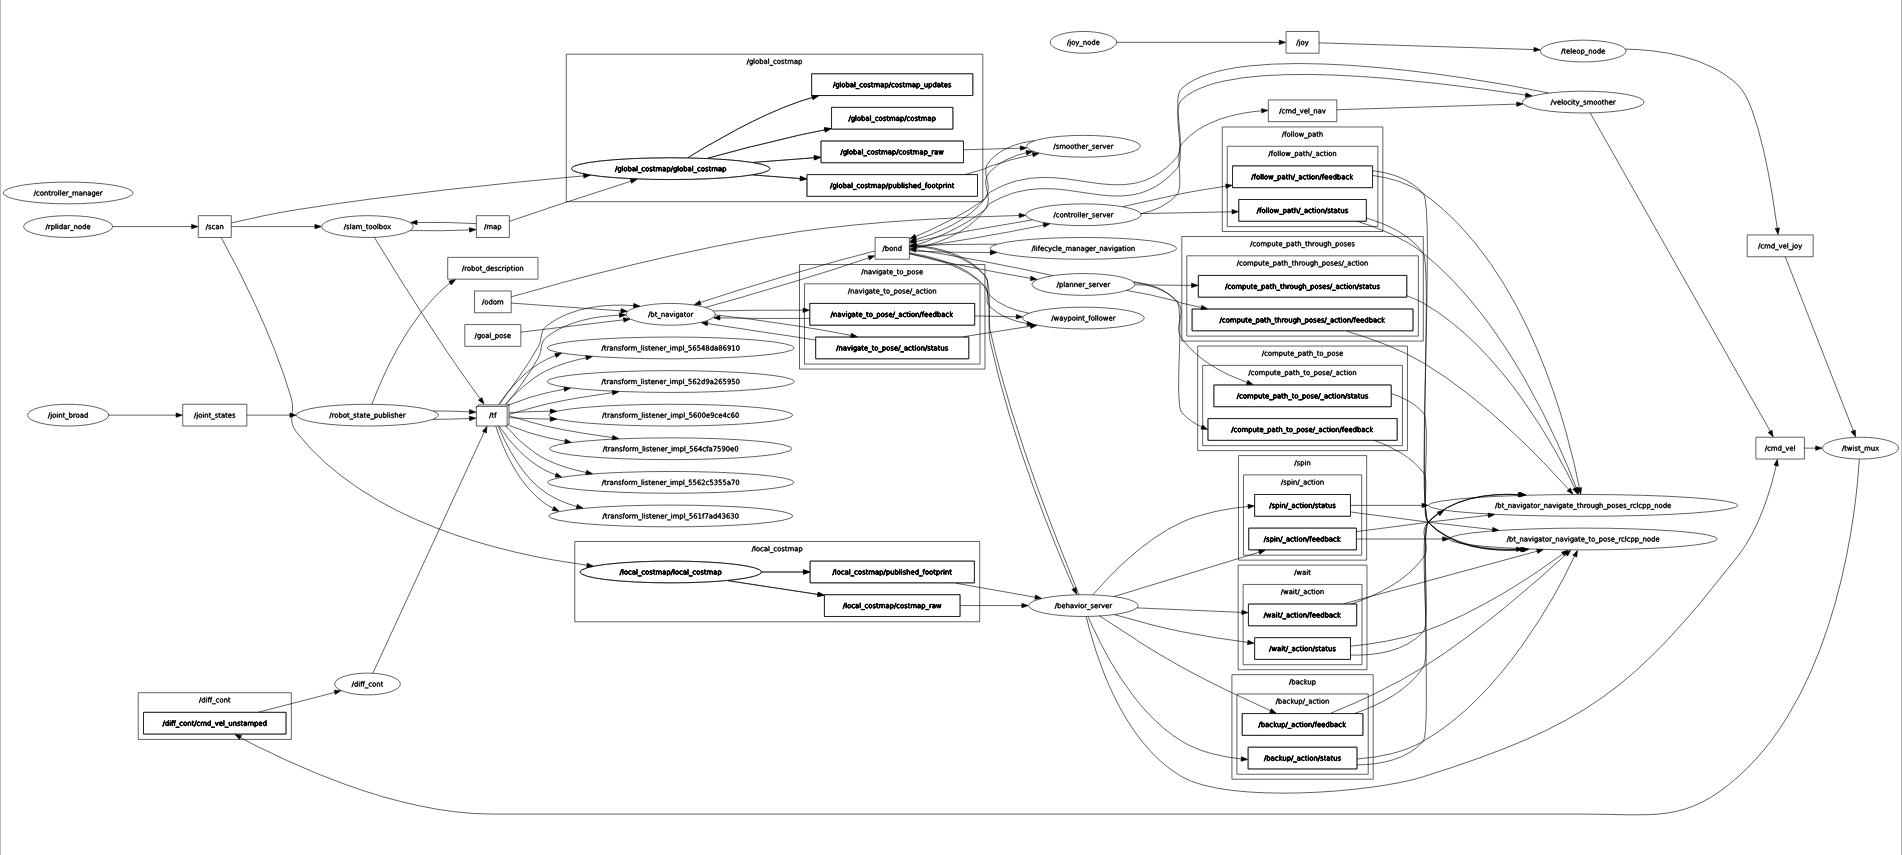 /joy_node
/joy
/teleop_node
/global_costmap
/global_costmap/costmap_updates
/global_costmap/costmap
/global_costmap/costmap_raw
/global_costmap/published_footprint
/global_costmap/global_costmap
/velocity_smoother
/cmd_vel_nav
/smoother_server
/follow_path
/follow_path/_action
/follow_path/_action/feedback
/follow_path/_action/status
/controller_manager
/rplidar_node
/scan
/slam_toolbox
/map
/controller_server
/bond
/lifecycle_manager_navigation
/cmd_vel_joy
/robot_description
/odom
/goal_pose
/bt_navigator
/navigate_to_pose
/navigate_to_pose/_action
/navigate_to_pose/_action/feedback
/navigate_to_pose/_action/status
/planner_server
/waypoint_follower
/compute_path_through_poses
/compute_path_through_poses/_action
/compute_path_through_poses/_action/status
/compute_path_through_poses/_action/feedback
/compute_path_to_pose
/compute_path_to_pose/_action
/compute_path_to_pose/_action/status
/compute_path_to_pose/_action/feedback
/transform_listener_impl_56548da86910
/transform_listener_impl_562d9a265950
/transform_listener_impl_5600e9ce4c60
/transform_listener_impl_564cfa7590e0
/transform_listener_impl_5562c5355a70
/transform_listener_impl_561f7ad43630
/joint_broad
/joint_states
/robot_state_publisher
/tf
/cmd_vel
/twist_mux
/spin
/spin/_action
/spin/_action/status
/spin/_action/feedback
/bt_navigator_navigate_through_poses_rclcpp_node
/bt_navigator_navigate_to_pose_rclcpp_node
/local_costmap
/local_costmap/local_costmap
/local_costmap/published_footprint
/local_costmap/costmap_raw
/behavior_server
/wait
/wait/_action
/wait/_action/feedback
/wait/_action/status
/backup
/backup/_action
/backup/_action/feedback
/backup/_action/status
/diff_cont
/diff_cont
/diff_cont/cmd_vel_unstamped